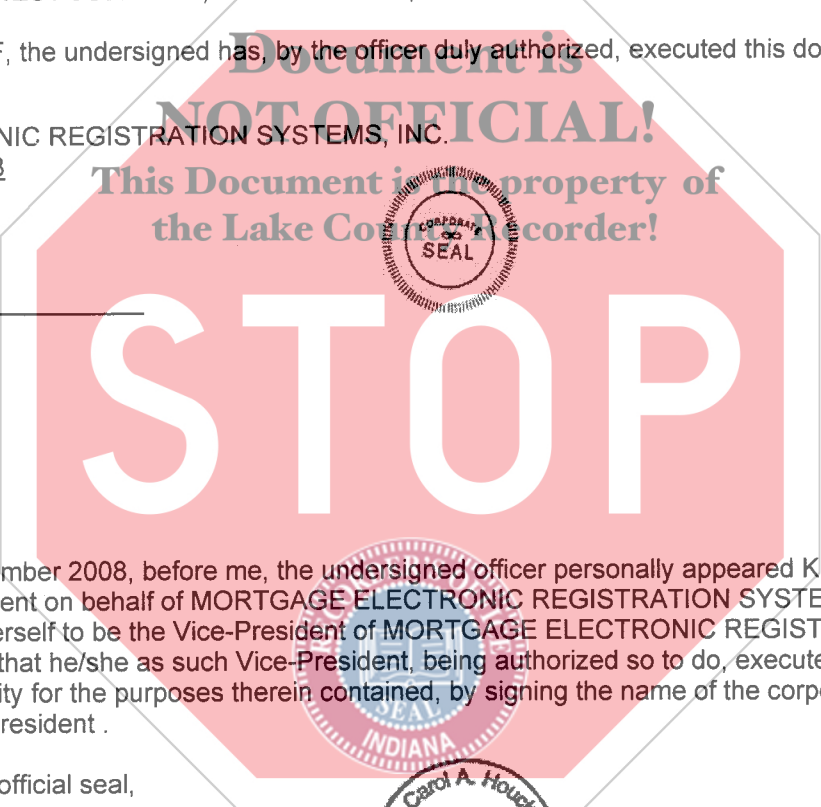 F, the undersigned has, by the officer duly authorized, executed this do
Document is
NOT OFFICIAL!
NIC REGISTRATION SYSTEMS, INC.
This Document is the property of
the Lake County Recorder!
CORPORATE
SEAL
STOP
mber 2008, before me, the undersigned officer personally appeared K
ent on behalf of MORTGAGE ELECTRONIC REGISTRATION SYSTE
erself to be the Vice-President of MORTGAGE ELECTRONIC REGIST
that he/she as such Vice-President, being authorized so to do, execute
ity for the purposes therein contained, by signing the name of the corpo
resident .
SEAL
INDIANA
official seal,
Carol A. Houc